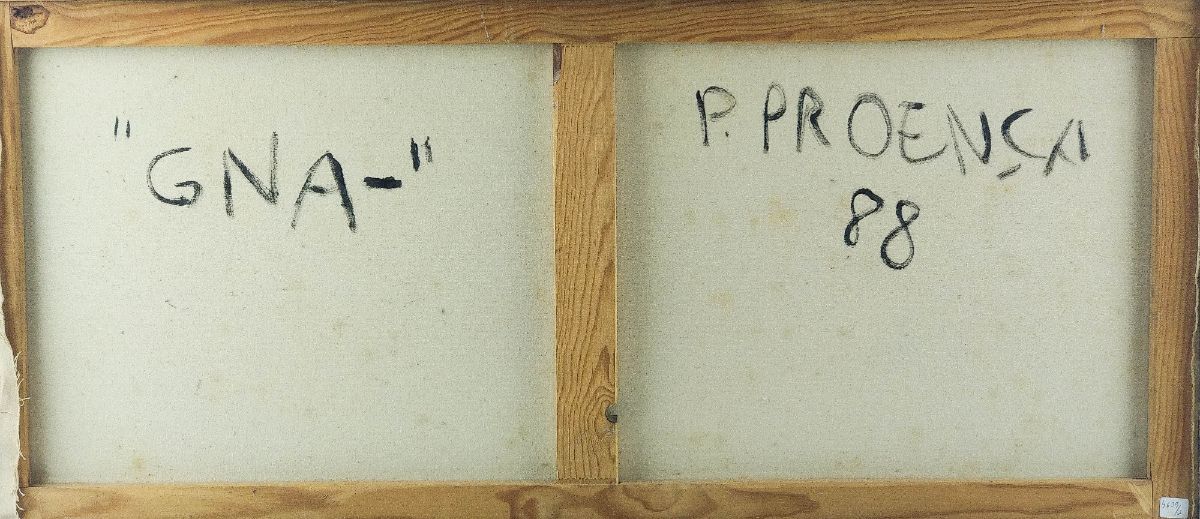 "GNA-"
P. PROENÇA
88